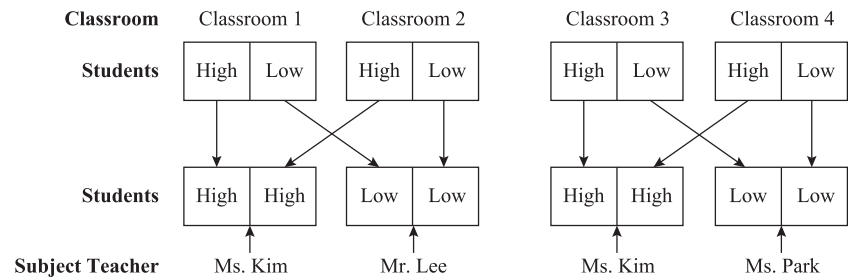 Classroom Classroom 1 Classroom 2 Classroom 3 Classroom 4
Students High Low High Low High Low High Low
Students High High Low Low High High Low Low
Subject Teacher Ms. Kim Mr. Lee Ms. Kim Ms. Park